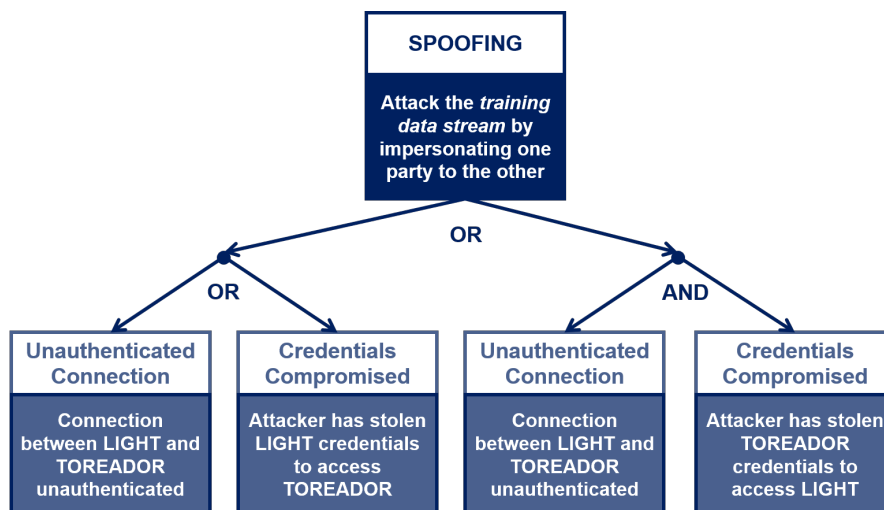 SPOOFING
Attack the training
data stream by
impersonating one
party to the other
OR
OR
AND
Unauthenticated
Connection
Connection
between LIGHT and
TOREADOR
unauthenticated
Credentials
Compromised
Attacker has stolen
LIGHT credentials
to access
TOREADOR
Unauthenticated
Connection
Connection
between LIGHT and
TOREADOR
unauthenticated
Credentials
Compromised
Attacker has stolen
TOREADOR
credentials to
access LIGHT